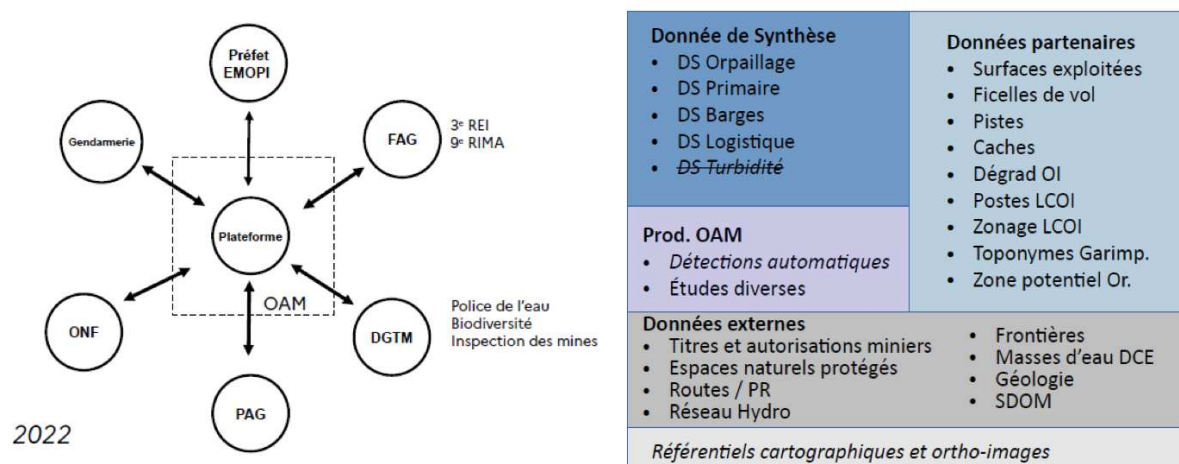 Préfet
EMOPI
Gendarmerie
FAG
3e REI
9e RIMA
Plateforme
OAM
ONF
DGTM
Police de l'eau
Biodiversité
Inspection des mines
PAG
2022
Donnée de Synthèse
• DS Orpaillage
• DS Primaire
• DS Barges
• DS Logistique
• DS Turbidité
Données partenaires
• Surfaces exploitées
• Ficelles de vol
• Pistes
• Caches
• Dégrad OI
• Postes LCOI
• Zonage LCOI
• Toponymes Garimp.
• Zone potentiel Or.
Prod. OAM
• Détections automatiques
• Études diverses
Données externes
• Titres et autorisations miniers
• Espaces naturels protégés
• Routes / PR
• Réseau Hydro
• Frontières
• Masses d'eau DCE
• Géologie
• SDOM
Référentiels cartographiques et ortho-images